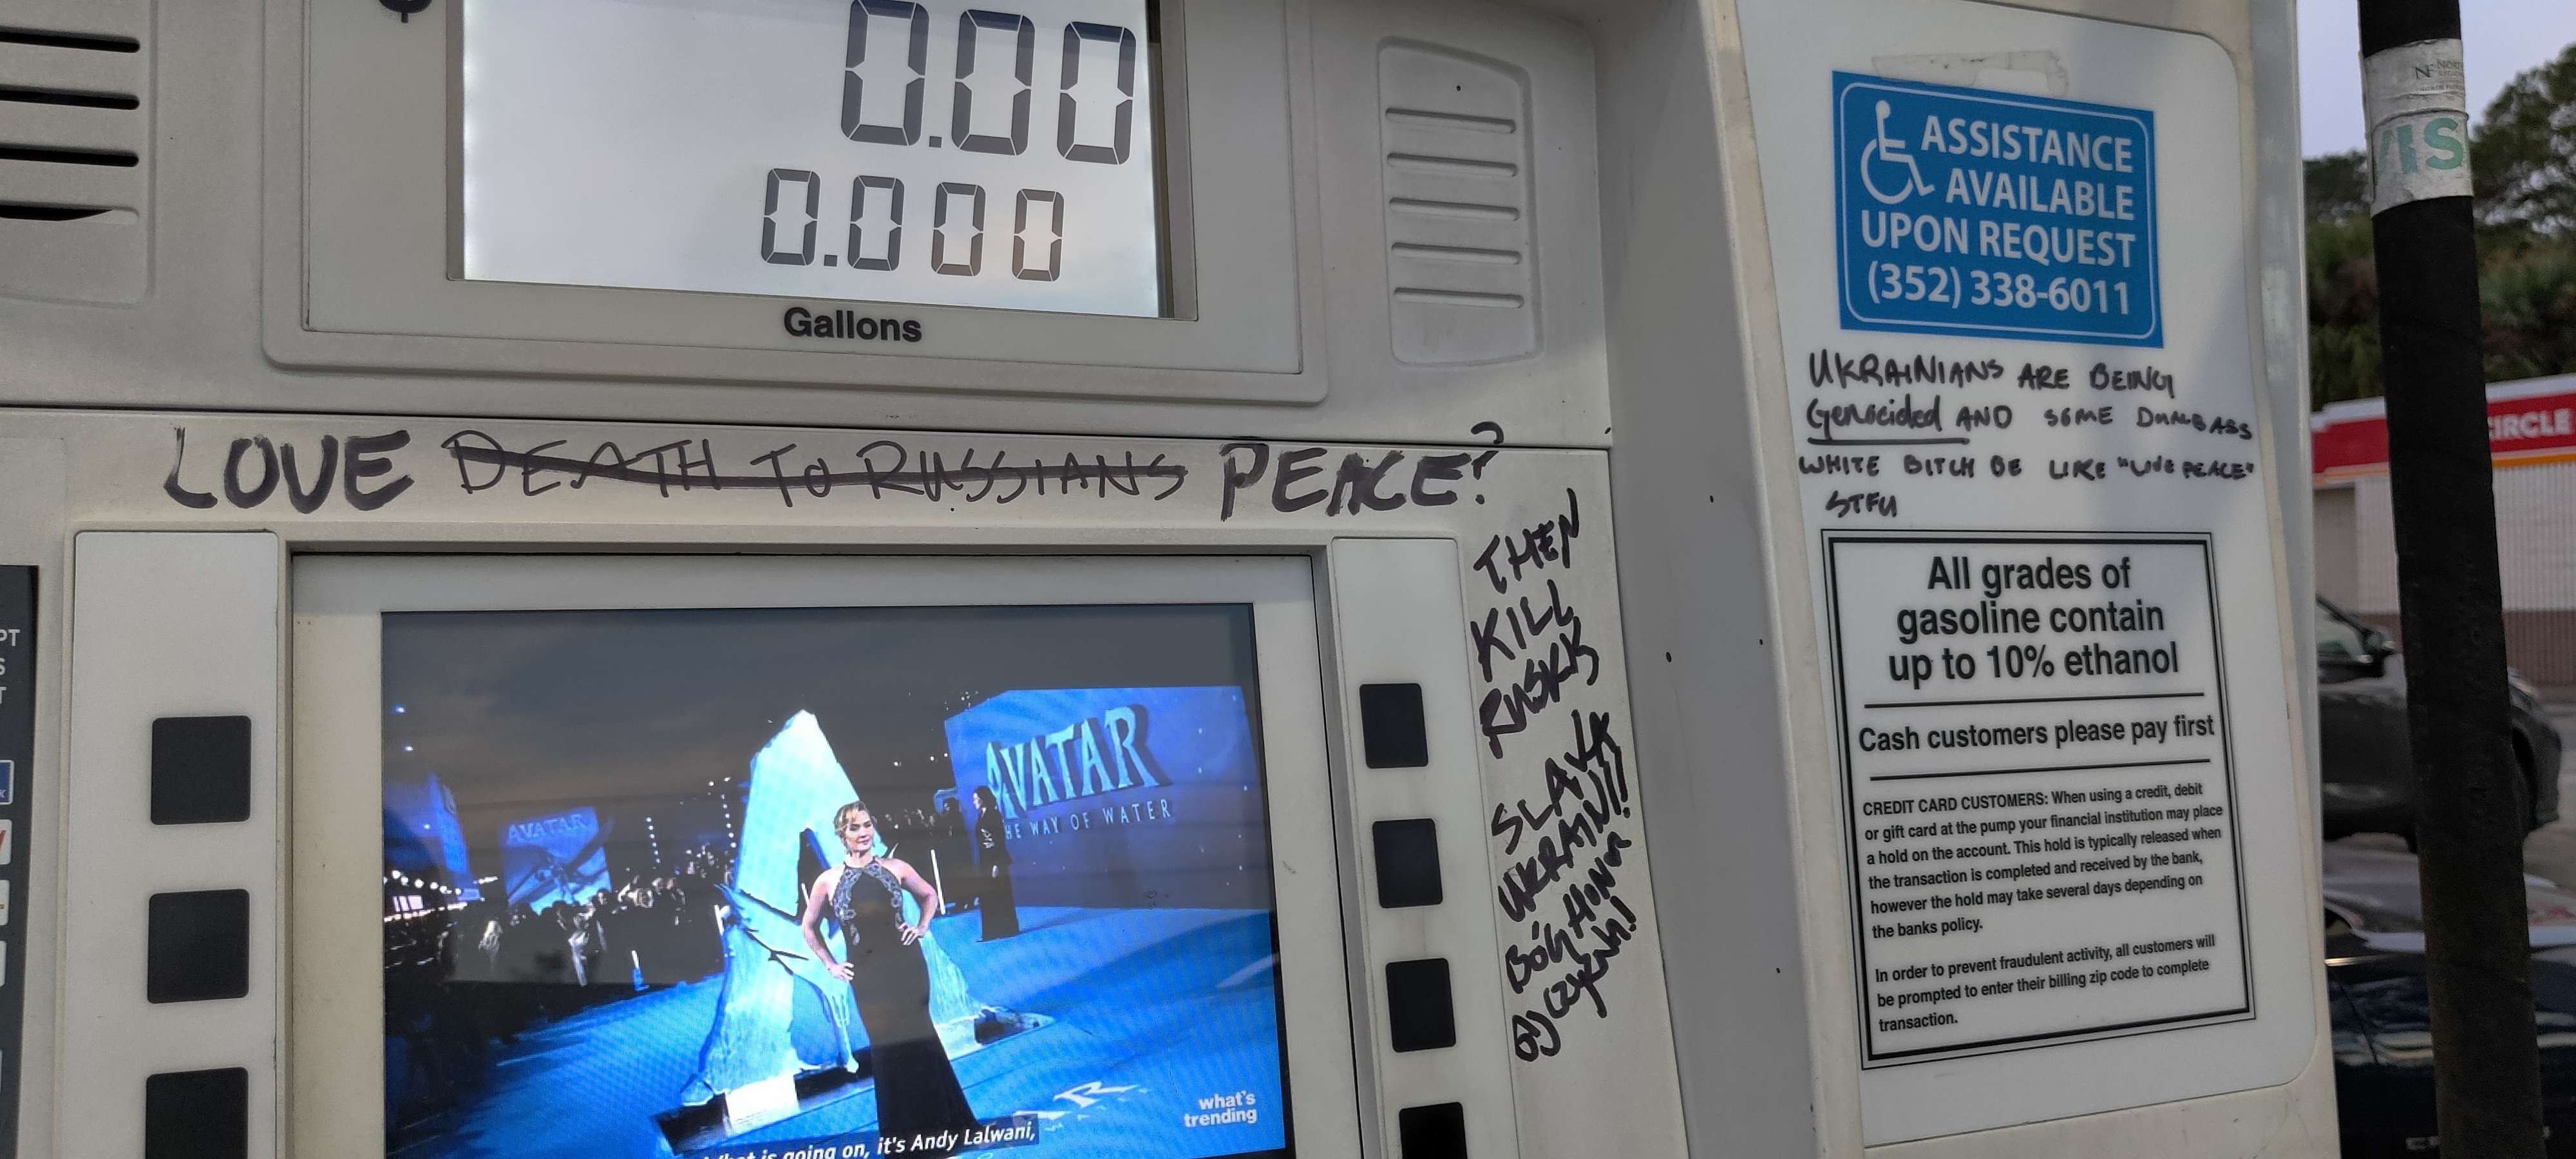 0.00
0.000
Gallons
LOVE DEATH TO RUSSIANS PEACE?
THEN
KILL
RUSKIS
SLAVA
UKRAINI!!!
AVATAR
AVATAR
THE WAY OF WATER
what's
trending
on, it's Andy Lalwani,
ASSISTANCE
AVAILABLE
UPON REQUEST
(352) 338-6011
UKRAINIANS ARE BEING
Genocided AND SOME DUMBASS
WHITE BITCH BE LIKE
STFU
All grades of
gasoline contain
up to 10% ethanol
Cash customers please pay first
CREDIT CARD CUSTOMERS: When using a credit, debit
or gift card at the pump your financial institution may place
a hold on the account. This hold is typically released when
the transaction is completed and received by the bank,
however the hold may take several days depending on
the banks policy.
In order to prevent fraudulent activity, all customers will
be prompted to enter their billing zip code to complete
transaction.
CIRCLE